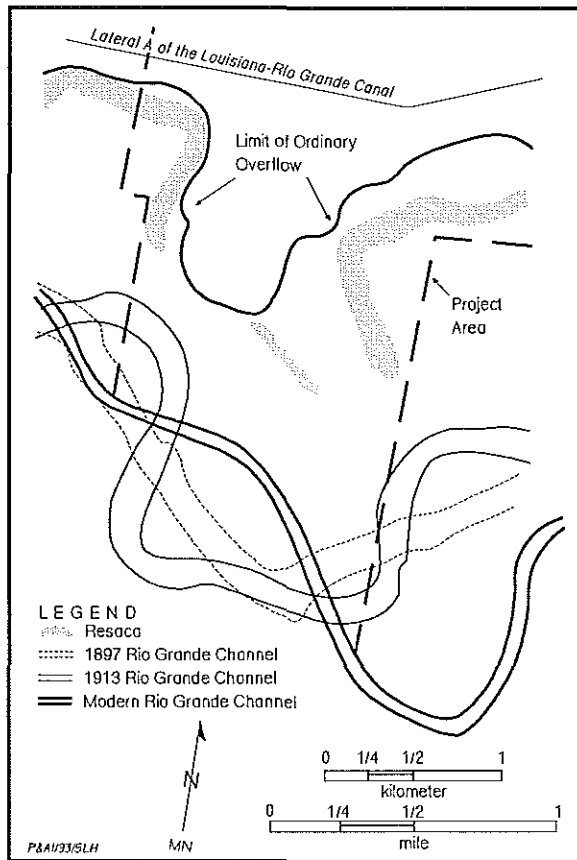 Lateral A of the Louisiana-Rio Grande Canal
Limit of Ordinary
Overflow
Project
Area
LEGEND
Resaca
1897 Rio Grande Channel
1913 Rio Grande Channel
Modern Rio Grande Channel
N
MN
0 1/4 1/2 1
kilometer
0 1/4 1/2 1
mile
P&AI/93/SLH